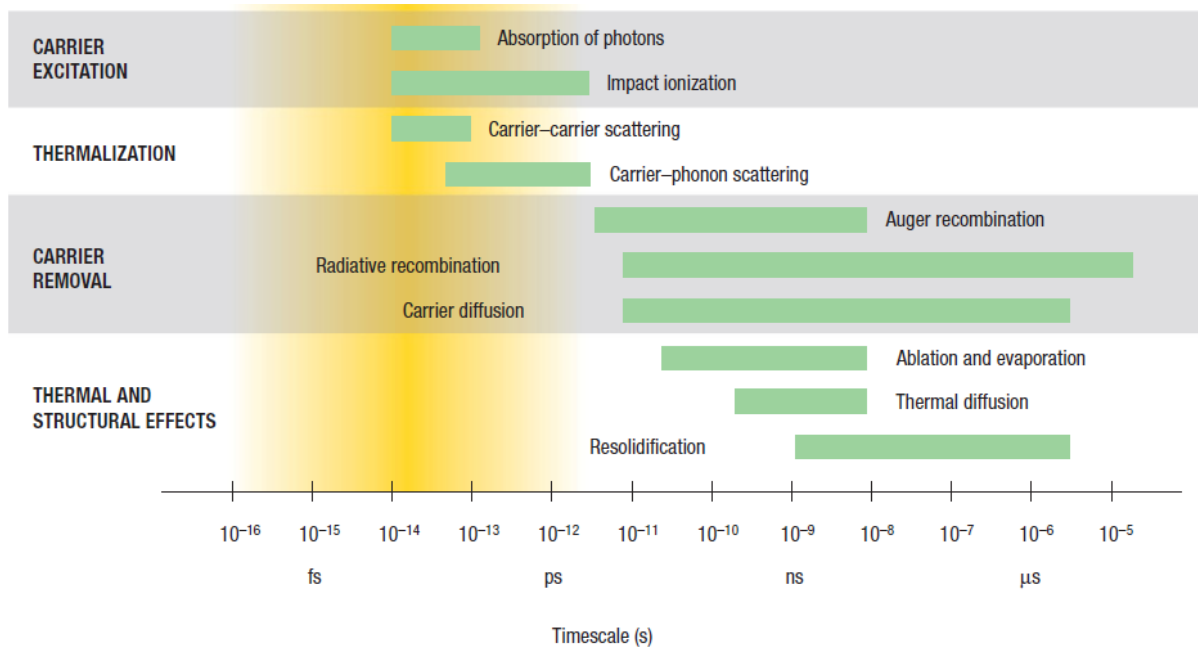 CARRIER
EXCITATION
Absorption of photons
Impact ionization
THERMALIZATION
Carrier–carrier scattering
Carrier–phonon scattering
CARRIER
REMOVAL
Auger recombination
Radiative recombination
Carrier diffusion
THERMAL AND
STRUCTURAL EFFECTS
Ablation and evaporation
Thermal diffusion
Resolidification
10⁻¹⁶ 10⁻¹⁵ 10⁻¹⁴ 10⁻¹³ 10⁻¹² 10⁻¹¹ 10⁻¹⁰ 10⁻⁹ 10⁻⁸ 10⁻⁷ 10⁻⁶ 10⁻⁵
fs ps ns μs
Timescale (s)